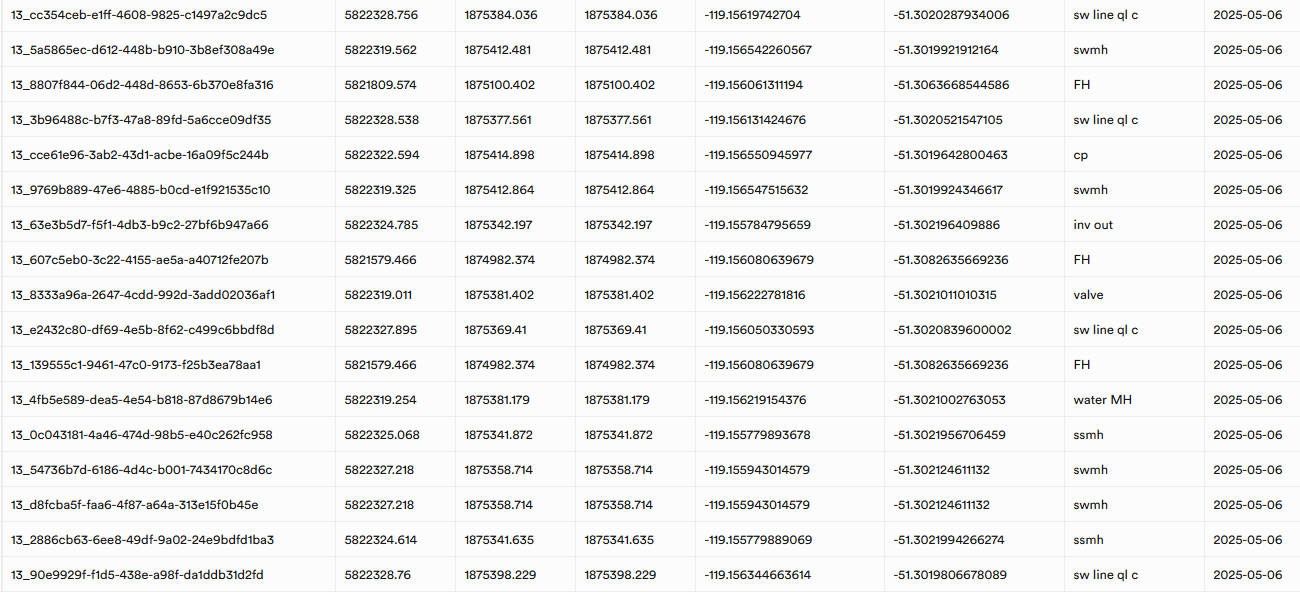 13_cc354ceb-e1ff-4608-9825-c1497a2c9dc5 5822328.756 1875384.036 1875384.036 -119.15619742704 -51.3020287934006 sw line ql c 2025-05-06
13_5a5865ec-d612-448b-b910-3b8ef308a49e 5822319.562 1875412.481 1875412.481 -119.156542260567 -51.3019921912164 swmh 2025-05-06
13_8807f844-06d2-448d-8653-6b370e8fa316 5821809.574 1875100.402 1875100.402 -119.156061311194 -51.3063668544586 FH 2025-05-06
13_3b96488c-b7f3-47a8-89fd-5a6cce09df35 5822328.538 1875377.561 1875377.561 -119.156131424676 -51.3020521547105 sw line ql c 2025-05-06
13_cce61e96-3ab2-43d1-acbe-16a09f5c244b 5822322.594 1875414.898 1875414.898 -119.156550945977 -51.3019642800463 cp 2025-05-06
13_9769b889-47e6-4885-b0cd-e1f921535c10 5822319.325 1875412.864 1875412.864 -119.156547515632 -51.3019924346617 swmh 2025-05-06
13_63e3b5d7-f5f1-4db3-b9c2-27bf6b947a66 5822324.785 1875342.197 1875342.197 -119.155784795659 -51.302196409886 inv out 2025-05-06
13_607c5eb0-3c22-4155-ae5a-a40712fe207b 5821579.466 1874982.374 1874982.374 -119.156080639679 -51.3082635669236 FH 2025-05-06
13_8333a96a-2647-4cdd-992d-3add02036af1 5822319.011 1875381.402 1875381.402 -119.156222781816 -51.3021011010315 valve 2025-05-06
13_e2432c80-df69-4e5b-8f62-c499c6bbdf8d 5822327.895 1875369.41 1875369.41 -119.156050330593 -51.3020839600002 sw line ql c 2025-05-06
13_139555c1-9461-47c0-9173-f25b3ea78aa1 5821579.466 1874982.374 1874982.374 -119.156080639679 -51.3082635669236 FH 2025-05-06
13_4fb5e589-dea5-4e54-b818-87d8679b14e6 5822319.254 1875381.179 1875381.179 -119.156219154376 -51.3021002763053 water MH 2025-05-06
13_0c043181-4a46-474d-98b5-e40c262fc958 5822325.068 1875341.872 1875341.872 -119.155779893678 -51.3021956706459 ssmh 2025-05-06
13_54736b7d-6186-4d4c-b001-7434170c8d6c 5822327.218 1875358.714 1875358.714 -119.155943014579 -51.302124611132 swmh 2025-05-06
13_d8fcba5f-faa6-4f87-a64a-313e15f0b45e 5822327.218 1875358.714 1875358.714 -119.155943014579 -51.302124611132 swmh 2025-05-06
13_2886cb63-6ee8-49df-9a02-24e9bdfd1ba3 5822324.614 1875341.635 1875341.635 -119.155779889069 -51.3021994266274 ssmh 2025-05-06
13_90e9929f-f1d5-438e-a98f-da1ddb31d2fd 5822328.76 1875398.229 1875398.229 -119.156344663614 -51.3019806678089 sw line ql c 2025-05-06